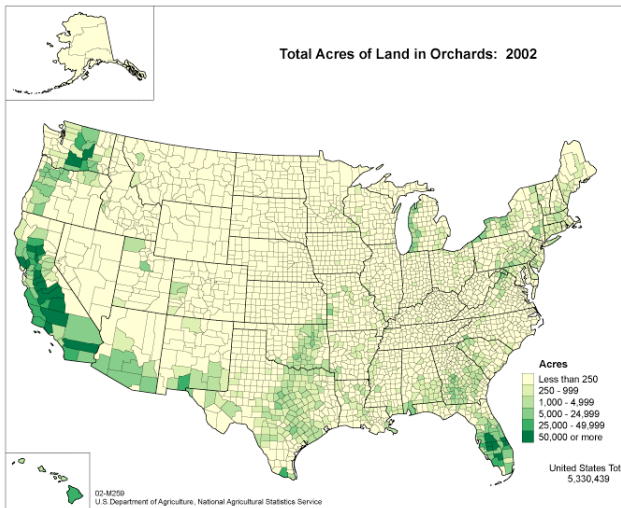 Total Acres of Land in Orchards: 2002
Acres
Less than 250
250 - 999
1,000 - 4,999
5,000 - 24,999
25,000 - 49,999
50,000 or more
United States Tot
5,330,439
02-M259
U.S.Department of Agriculture, National Agricultural Statistics Service